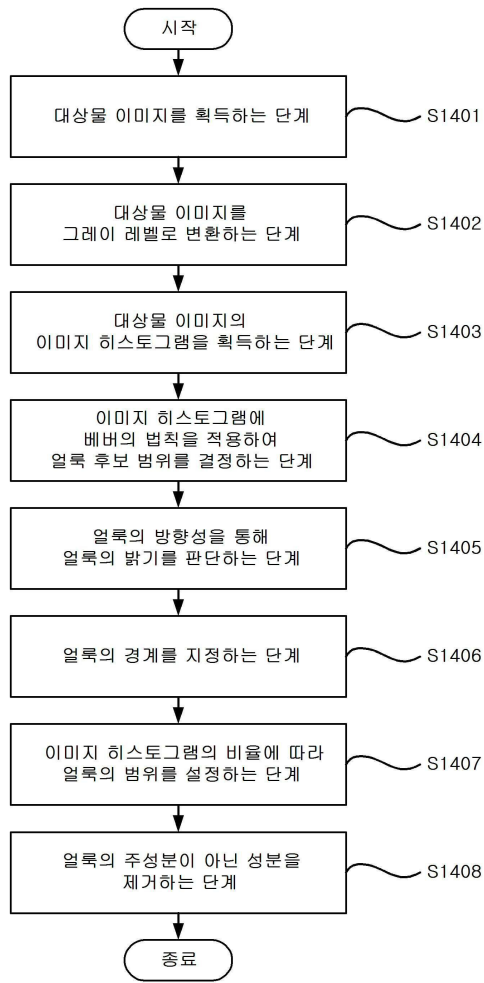 시작
대상물 이미지를 획득하는 단계
S1401
대상물 이미지를
그레이 레벨로 변환하는 단계
S1402
대상물 이미지의
이미지 히스토그램을 획득하는 단계
S1403
이미지 히스토그램에
베버의 법칙을 적용하여
얼룩 후보 범위를 결정하는 단계
S1404
얼룩의 방향성을 통해
얼룩의 밝기를 판단하는 단계
S1405
얼룩의 경계를 지정하는 단계
S1406
이미지 히스토그램의 비율에 따라
얼룩의 범위를 설정하는 단계
S1407
얼룩의 주성분이 아닌 성분을
제거하는 단계
S1408
종료